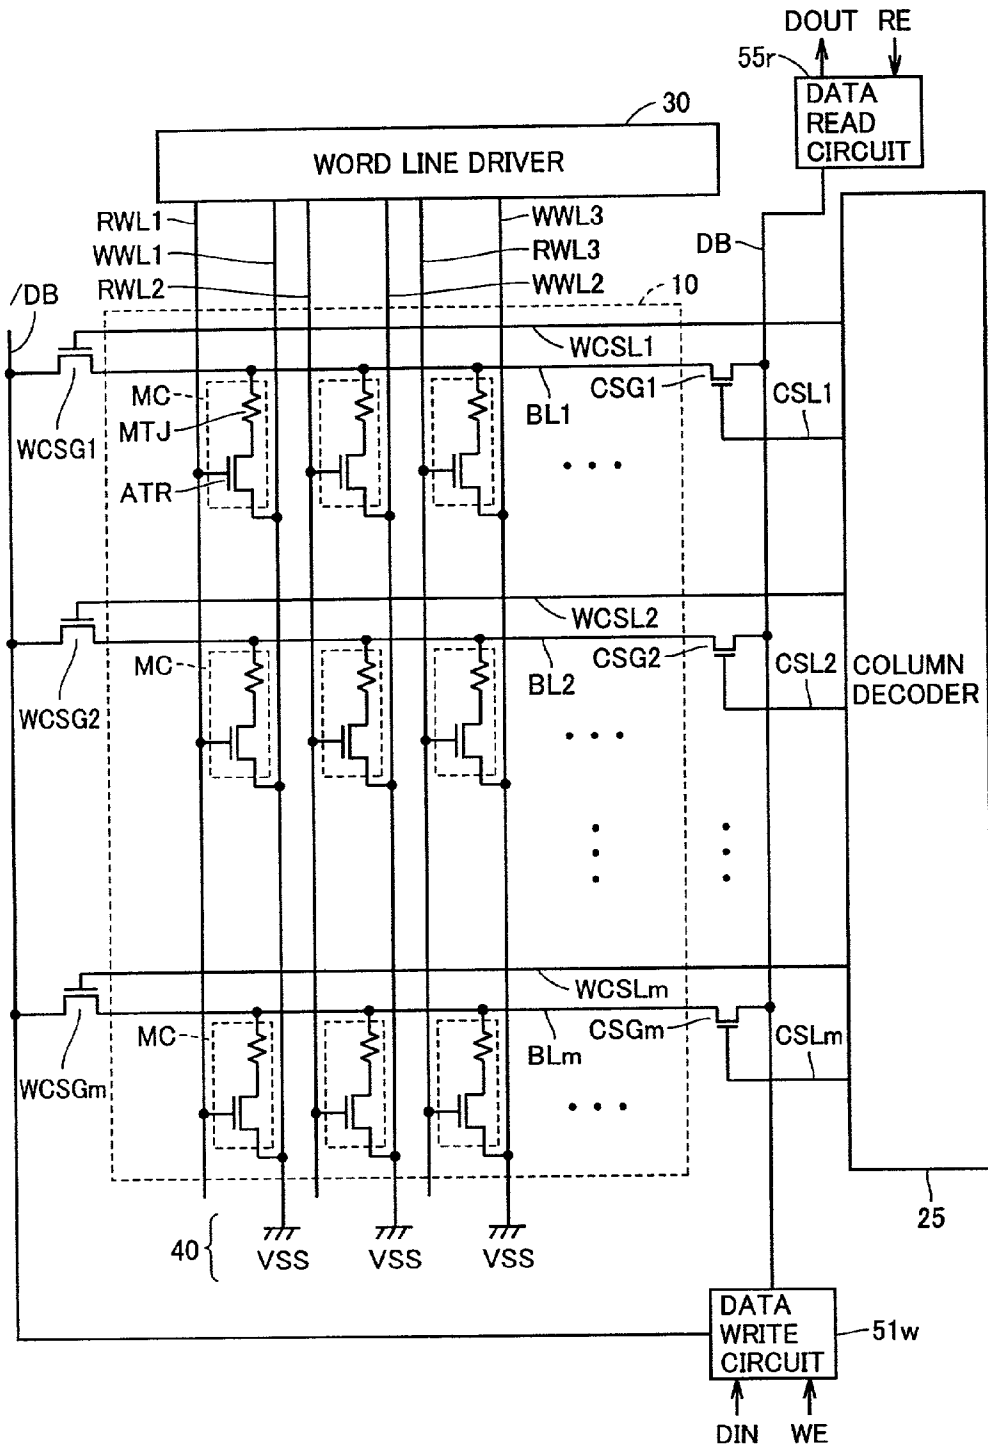 DOUT RE
55r
DATA
READ
CIRCUIT
30
WORD LINE DRIVER
RWL1
WWL1
RWL2
WWL3
RWL3
WWL2
DB
/DB
10
WCSL1
WCSG1
MC
MTJ
ATR
BL1
CSG1
CSL1
WCSL2
WCSG2
MC
BL2
CSG2
CSL2
COLUMN
DECODER
WCSLm
WCSGm
MC
BLm
CSGm
CSLm
25
40
VSS VSS VSS
DATA
WRITE
CIRCUIT
51w
DIN WE